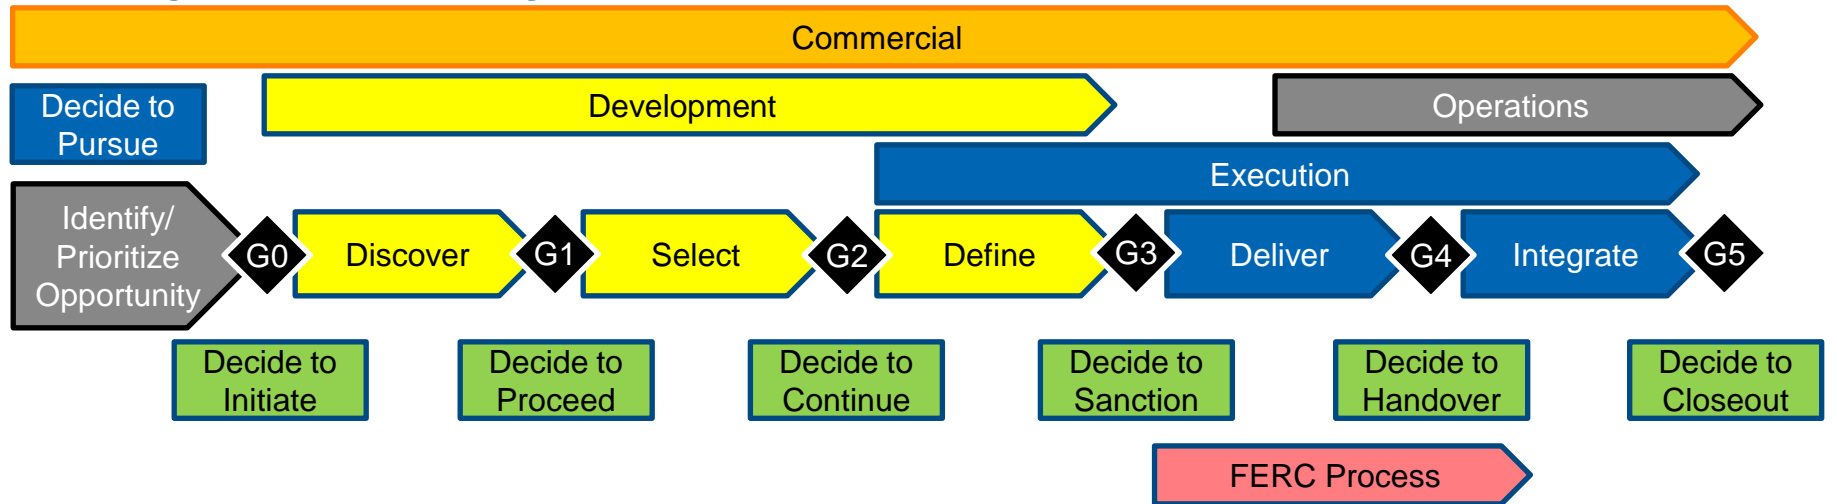 Commercial
Decide to
Pursue
Development
Operations
Execution
Identify/
Prioritize
Opportunity
G0
Discover
G1
Select
G2
Define
G3
Deliver
G4
Integrate
G5
Decide to
Initiate
Decide to
Proceed
Decide to
Continue
Decide to
Sanction
Decide to
Handover
Decide to
Closeout
FERC Process